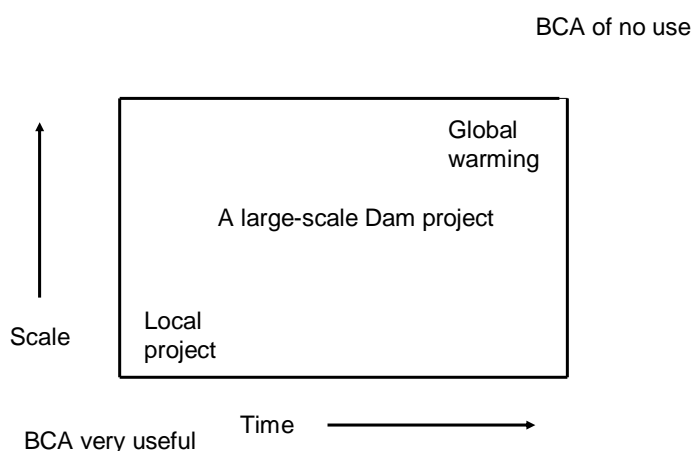 BCA of no use
Global
warming
A large-scale Dam project
Local
project
Scale
Time
BCA very useful